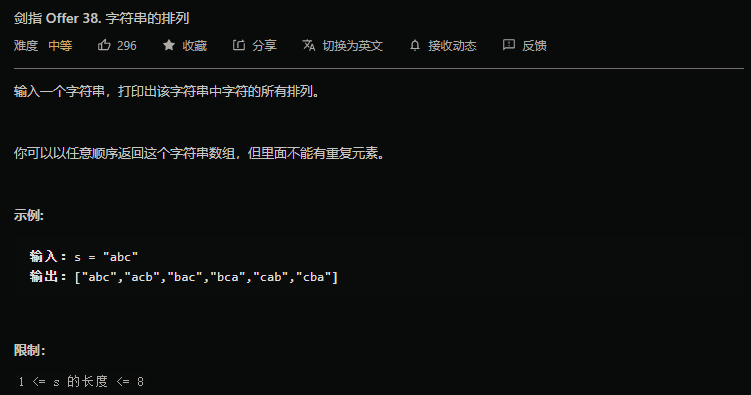 剑指 Offer 38. 字符串的排列
难度 中等 296 收藏 分享 切换为英文 接收动态 反馈
输入一个字符串，打印出该字符串中字符的所有排列。
你可以以任意顺序返回这个字符串数组，但里面不能有重复元素。
示例:
输入：s = "abc"
输出：["abc","acb","bac","bca","cab","cba"]
限制：
1 <= s 的长度 <= 8